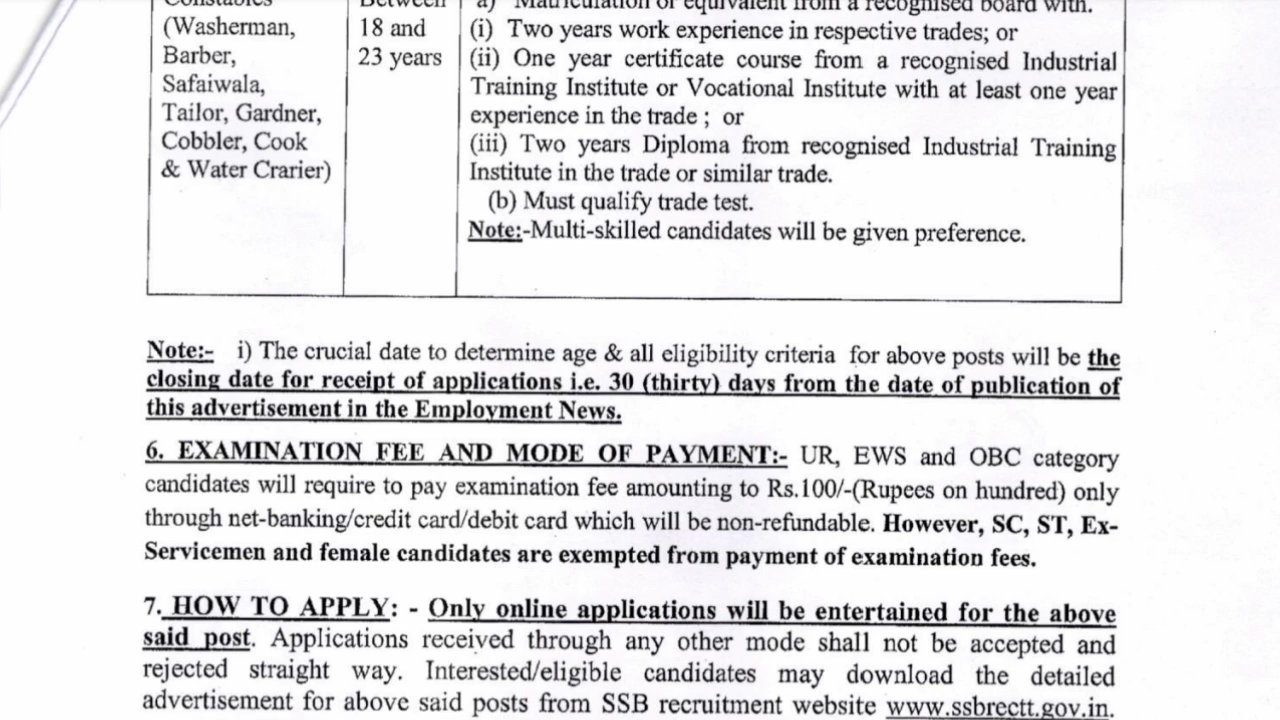 Constables
(Washerman,
Barber,
Safaiwala,
Tailor, Gardner,
Cobbler, Cook
& Water Crarier)
Between
18 and
23 years
a) Matriculation or equivalent from a recognised board with.
(i) Two years work experience in respective trades; or
(ii) One year certificate course from a recognised Industrial
Training Institute or Vocational Institute with at least one year
experience in the trade ; or
(iii) Two years Diploma from recognised Industrial Training
Institute in the trade or similar trade.
(b) Must qualify trade test.
Note:-Multi-skilled candidates will be given preference.
Note:- i) The crucial date to determine age & all eligibility criteria for above posts will be the
closing date for receipt of applications i.e. 30 (thirty) days from the date of publication of
this advertisement in the Employment News.
6. EXAMINATION FEE AND MODE OF PAYMENT:- UR, EWS and OBC category
candidates will require to pay examination fee amounting to Rs.100/-(Rupees on hundred) only
through net-banking/credit card/debit card which will be non-refundable. However, SC, ST, Ex-
Servicemen and female candidates are exempted from payment of examination fees.
7. HOW TO APPLY: - Only online applications will be entertained for the above
said post. Applications received through any other mode shall not be accepted and
rejected straight way. Interested/eligible candidates may download the detailed
advertisement for above said posts from SSB recruitment website www.ssbrectt.gov.in.